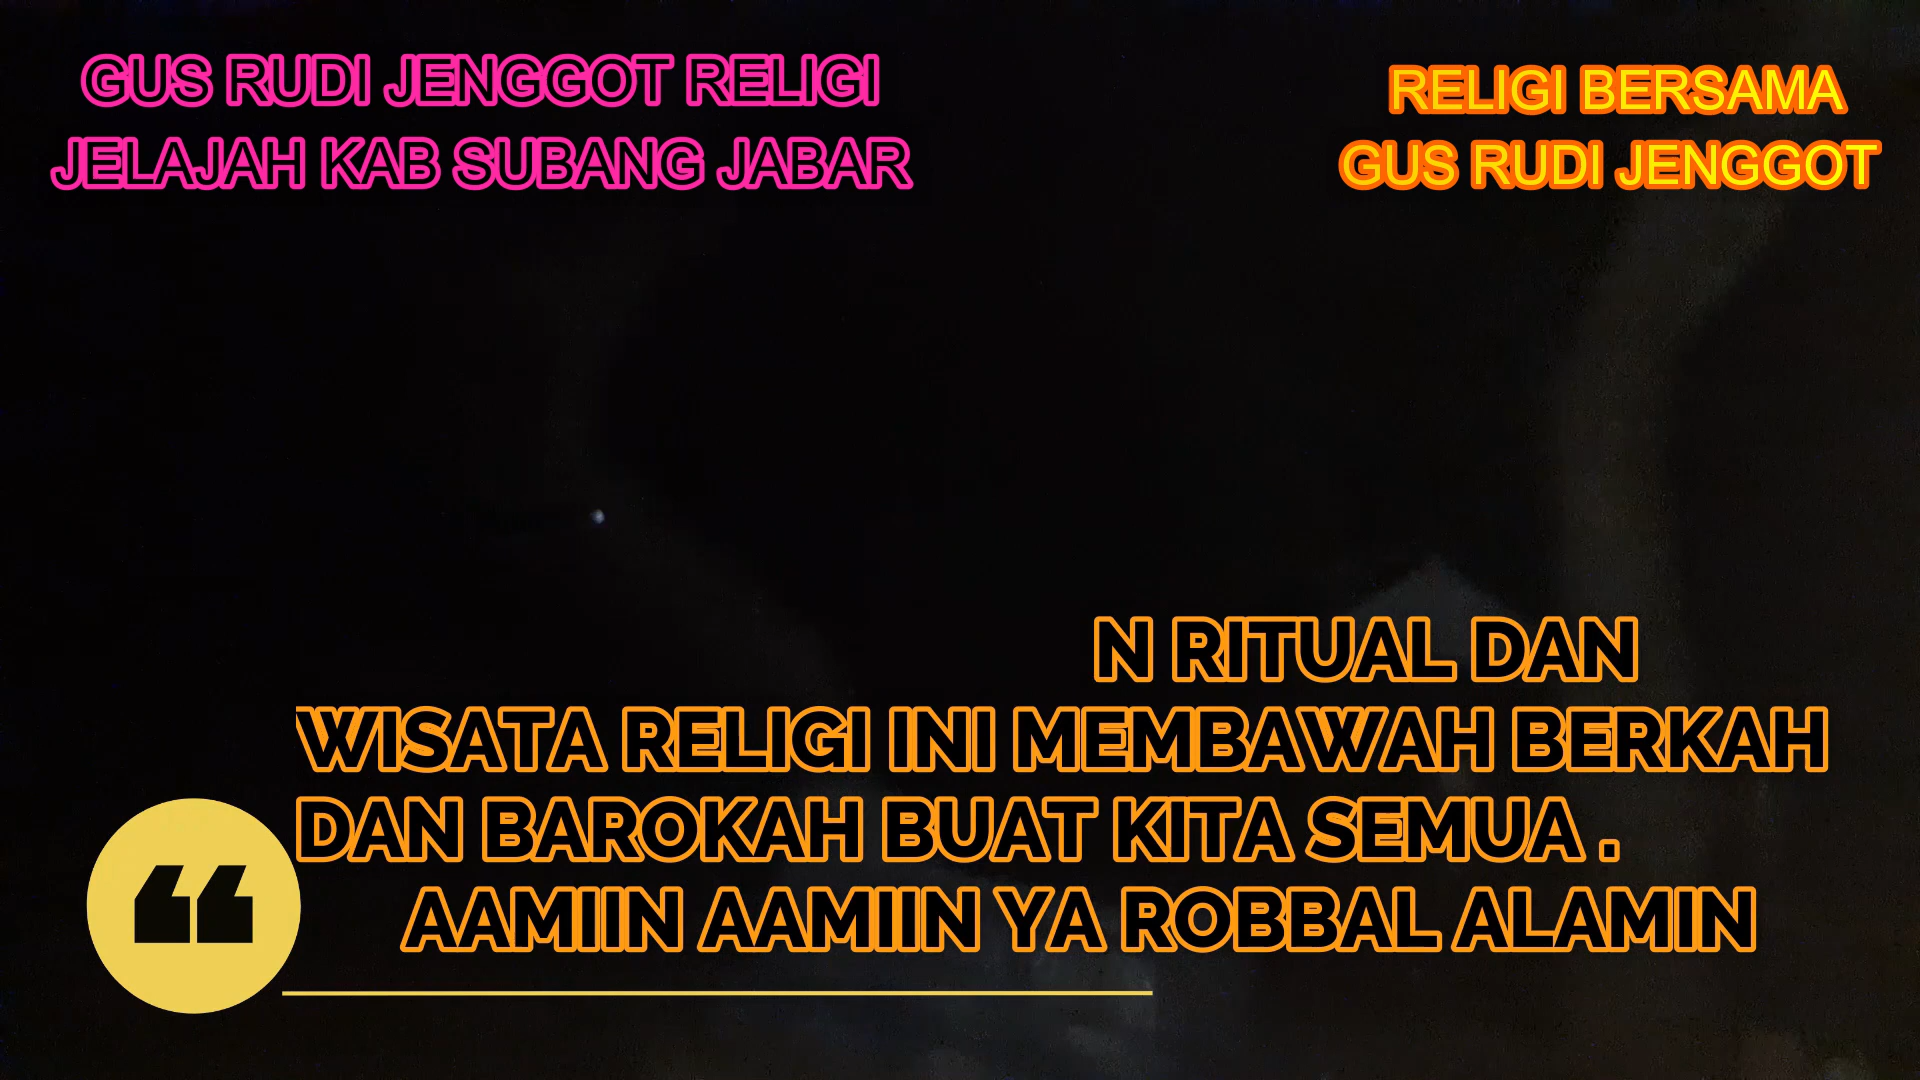 GUS RUDI JENGGOT RELIGI
JELAJAH KAB SUBANG JABAR
RELIGI BERSAMA
GUS RUDI JENGGOT
N RITUAL DAN
WISATA RELIGI INI MEMBAWAH BERKAH
DAN BAROKAH BUAT KITA SEMUA .
AAMIIN AAMIIN YA ROBBAL ALAMIN